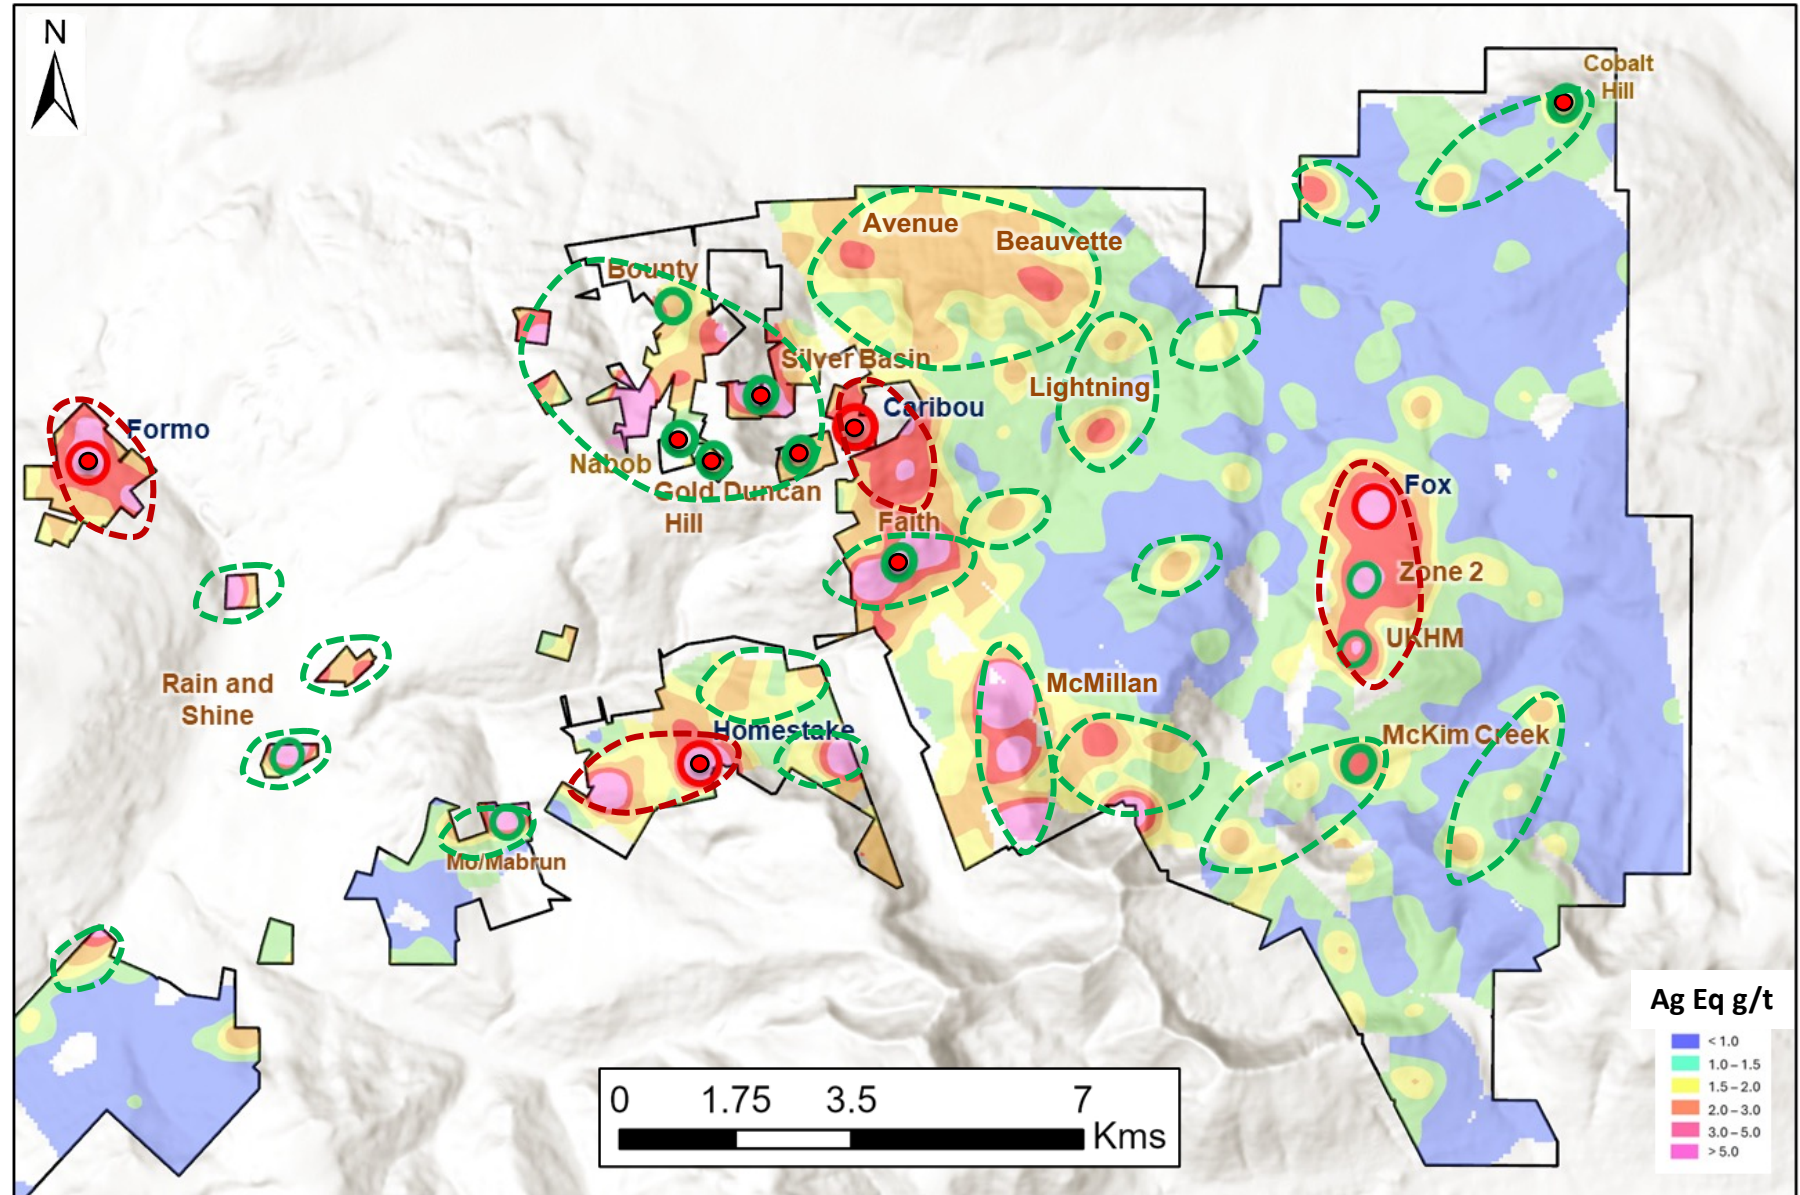 N
Cobalt
Hill
Avenue
Beauvette
Bounty
Silver Basin
Lightning
Caribou
Formo
Nabob
Gold
Hill
Duncan
Fox
Faith
Zone 2
UKHM
Rain and
Shine
McMillan
Homestake
McKim Creek
Mo/Mabrun
Ag Eq g/t
< 1.0
1.0 – 1.5
1.5 – 2.0
2.0 – 3.0
3.0 – 5.0
> 5.0
0 1.75 3.5 7
Kms